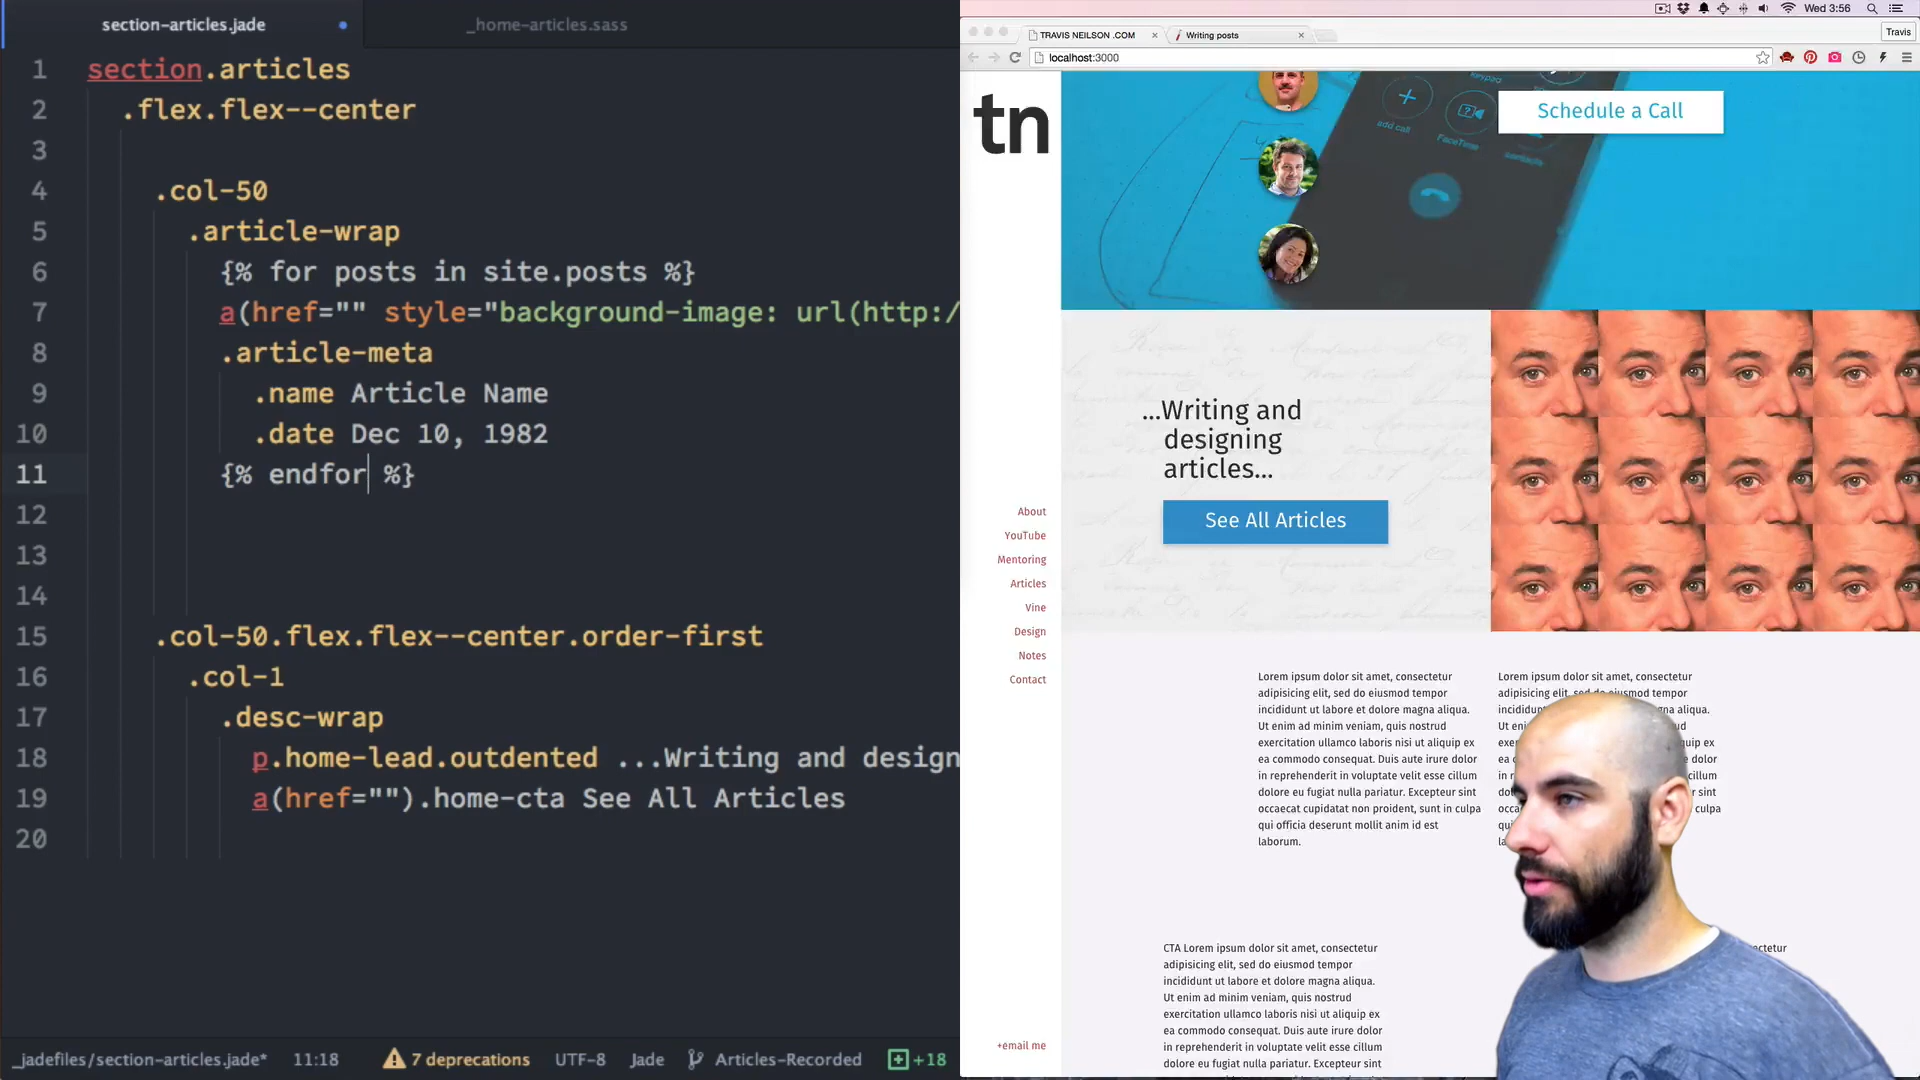 section-articles.jade
_home-articles.sass
1 section.articles
2 .flex.flex--center
3
4 .col-50
5 .article-wrap
6 {% for posts in site.posts %}
7 a(href="" style="background-image: url(http:/
8 .article-meta
9 .name Article Name
10 .date Dec 10, 1982
11 {% endfor %}
12
13
14
15 .col-50.flex.flex--center.order-first
16 .col-1
17 .desc-wrap
18 p.home-lead.outdented ...Writing and design
19 a(href="").home-cta See All Articles
20
_jadefiles/section-articles.jade* 11:18 7 deprecations UTF-8 Jade Articles-Recorded +18
Wed 3:56
TRAVIS NEILSON .COM
Writing posts
Travis
localhost:3000
tn
keypad
add call
FaceTime
contacts
Schedule a Call
...Writing and
designing
articles...
See All Articles
About
YouTube
Mentoring
Articles
Vine
Design
Notes
Contact
+email me
Lorem ipsum dolor sit amet, consectetur
adipisicing elit, sed do eiusmod tempor
incididunt ut labore et dolore magna aliqua.
Ut enim ad minim veniam, quis nostrud
exercitation ullamco laboris nisi ut aliquip ex
ea commodo consequat. Duis aute irure dolor
in reprehenderit in voluptate velit esse cillum
dolore eu fugiat nulla pariatur. Excepteur sint
occaecat cupidatat non proident, sunt in culpa
qui officia deserunt mollit anim id est
laborum.
Lorem ipsum dolor sit amet, consectetur
adipisicing elit, sed do eiusmod tempor
magna aliqua.
CTA Lorem ipsum dolor sit amet, consectetur
adipisicing elit, sed do eiusmod tempor
incididunt ut labore et dolore magna aliqua.
Ut enim ad minim veniam, quis nostrud
exercitation ullamco laboris nisi ut aliquip ex
ea commodo consequat. Duis aute irure dolor
in reprehenderit in voluptate velit esse cillum
dolore eu fugiat nulla pariatur. Excepteur sint